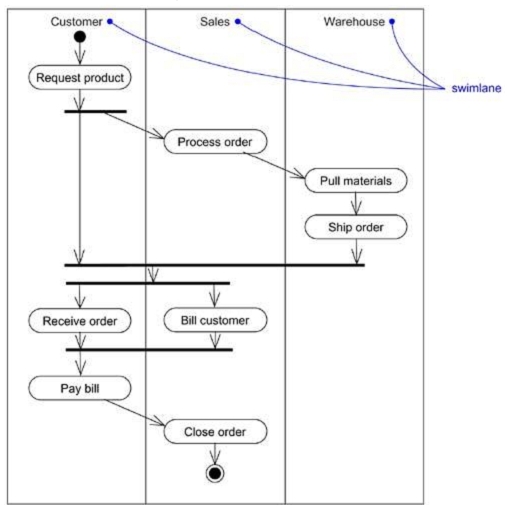 Customer
Sales
Warehouse
swimlane
Request product
Process order
Pull materials
Ship order
Receive order
Bill customer
Pay bill
Close order